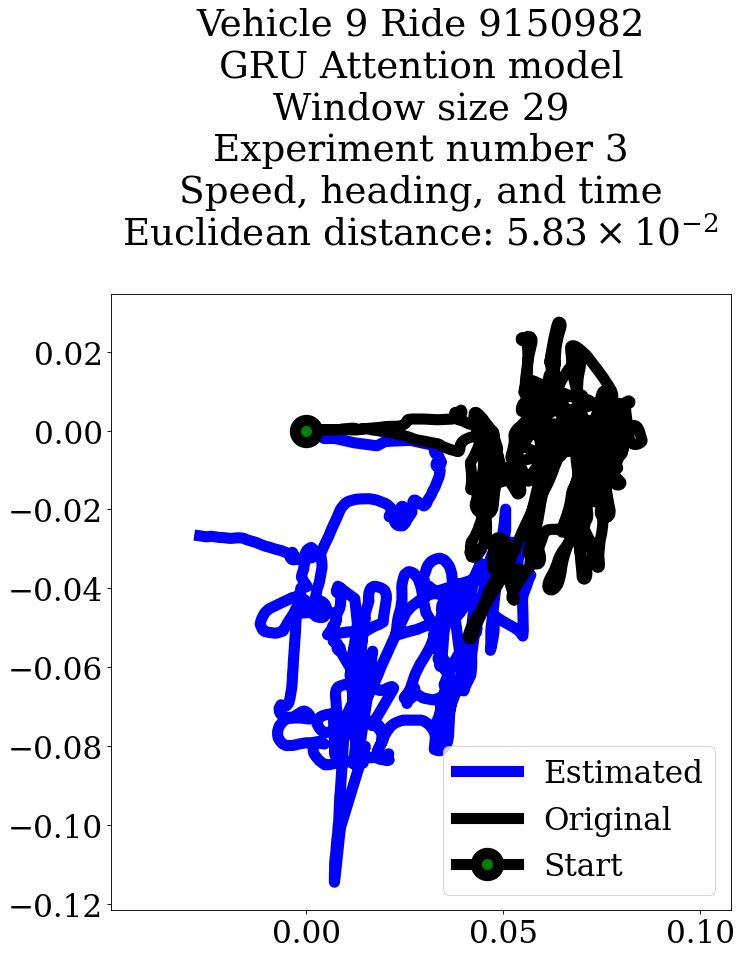 Vehicle 9 Ride 9150982
GRU Attention model
Window size 29
Experiment number 3
Speed, heading, and time
Euclidean distance: 5.83 × 10⁻²
0.02
0.00
−0.02
−0.04
−0.06
−0.08
−0.10
−0.12
Estimated
Original
Start
0.00 0.05 0.10